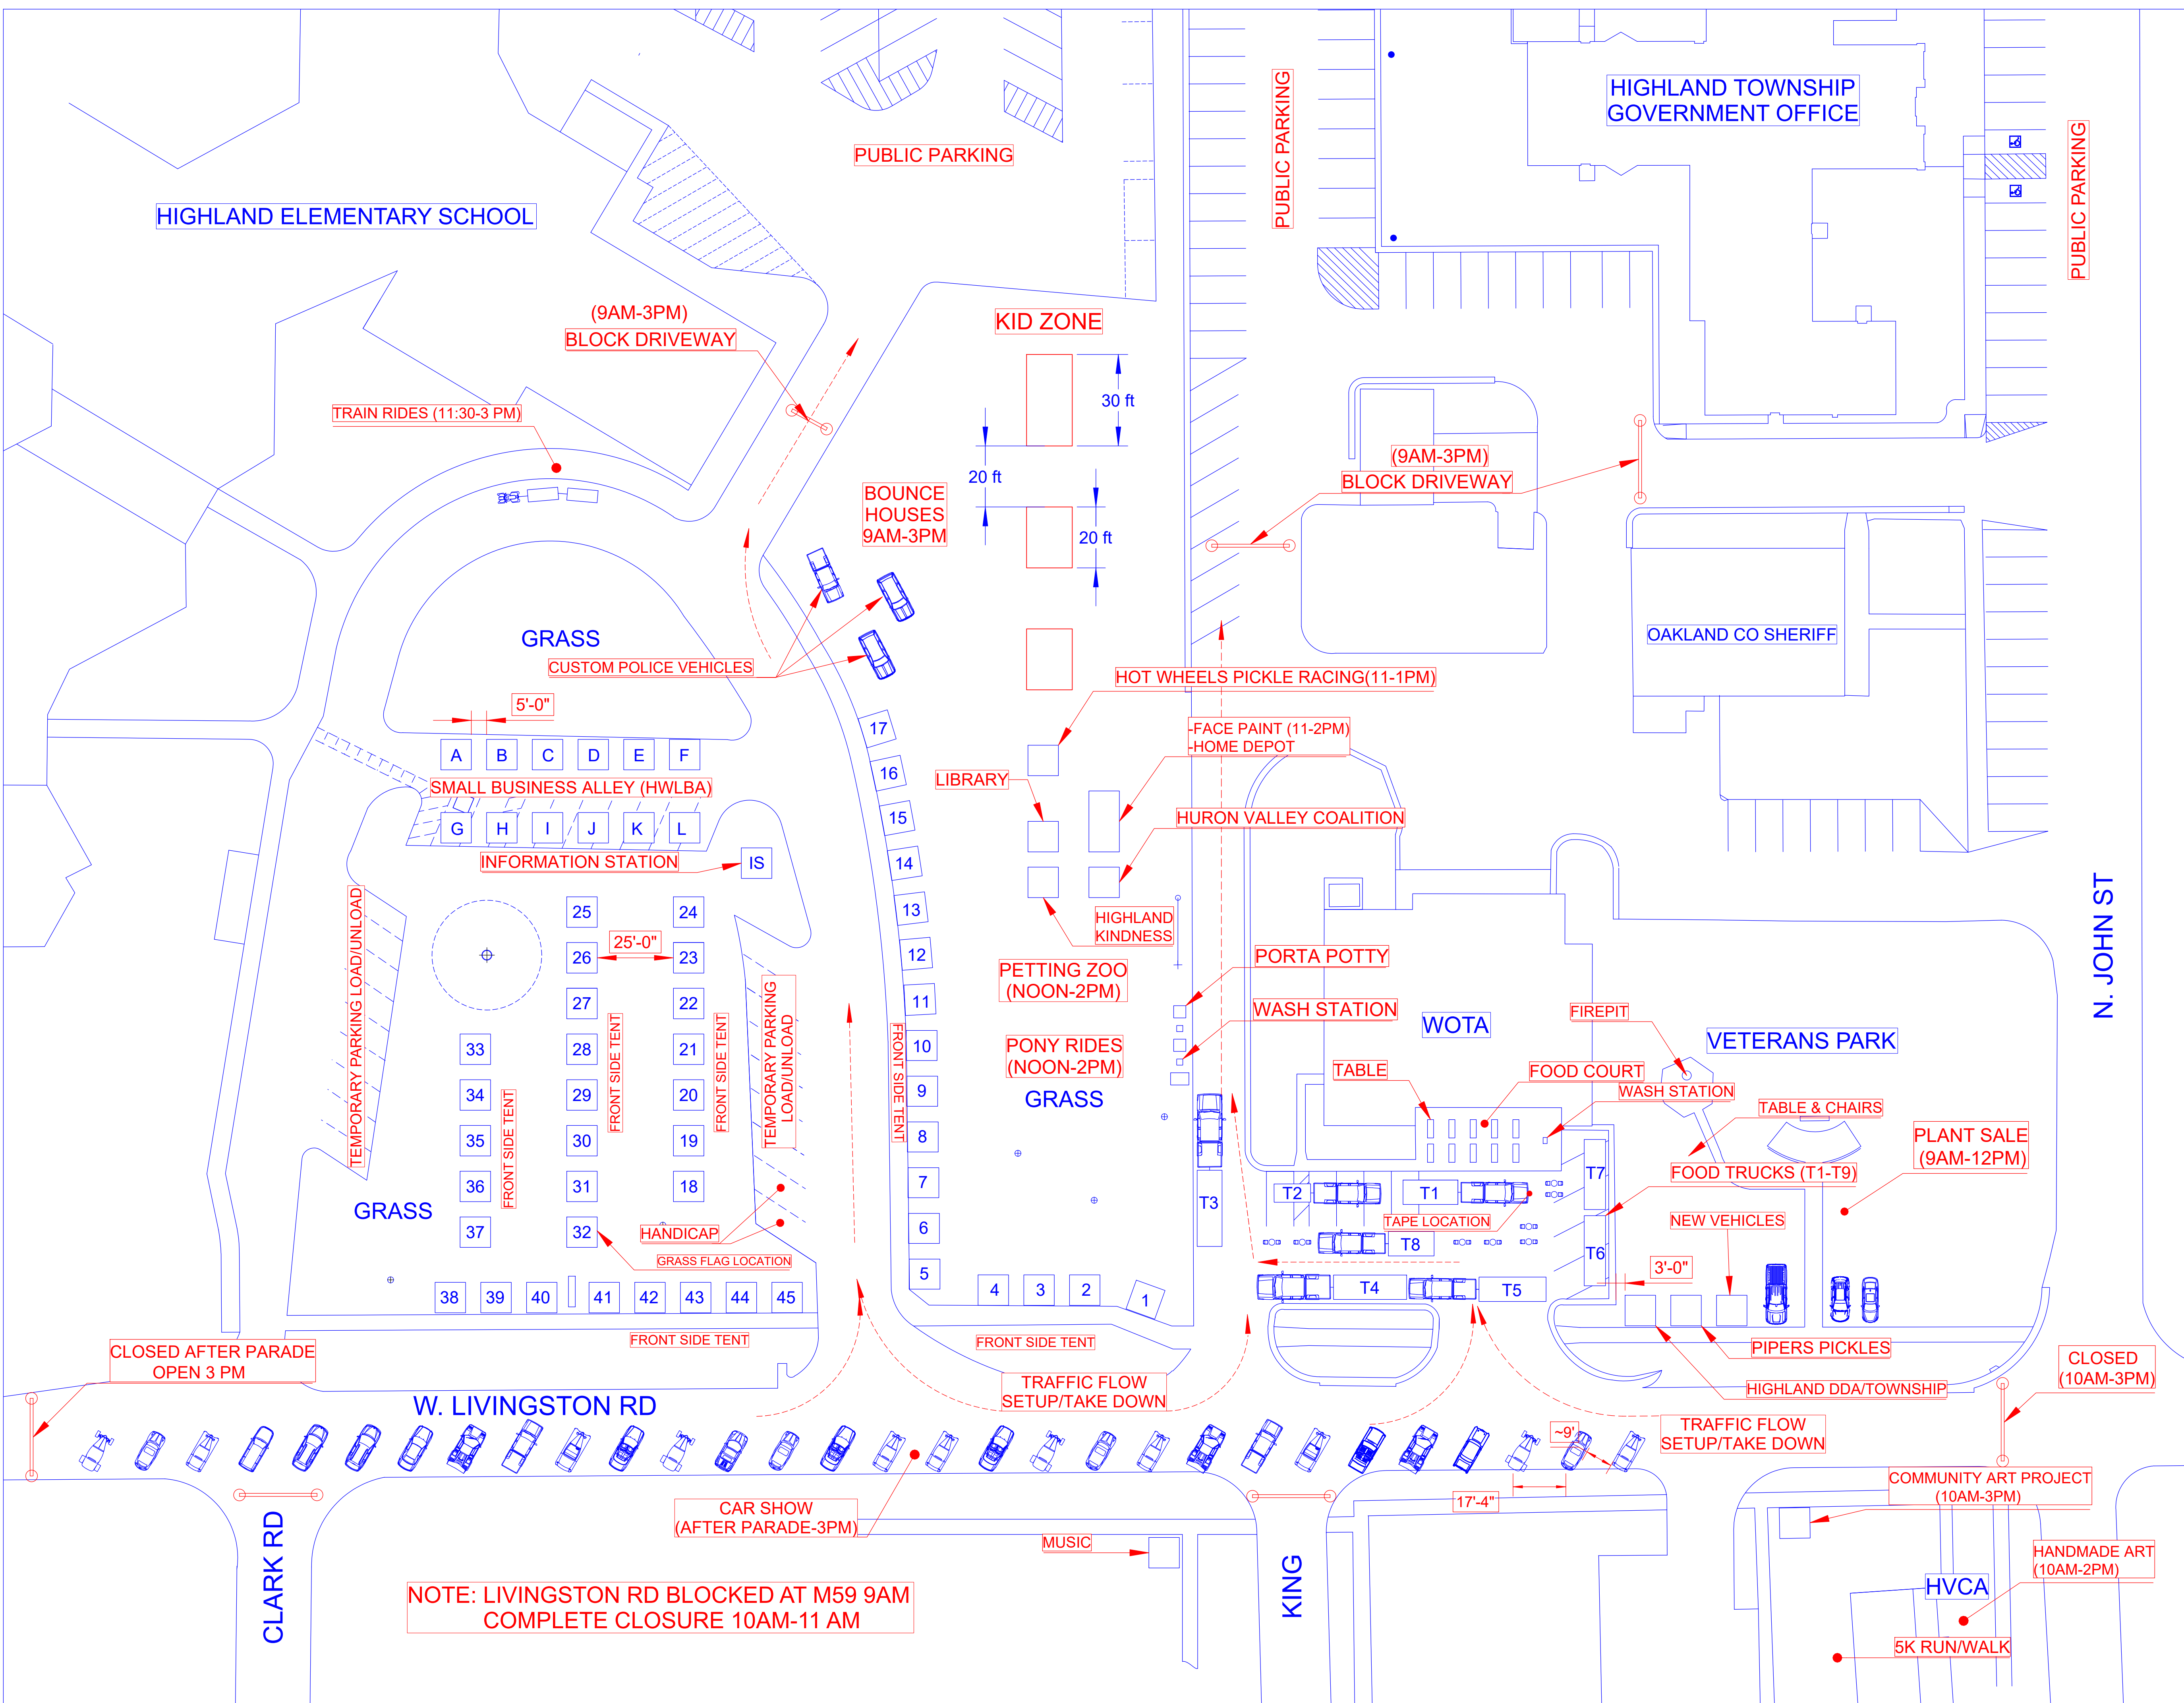 HIGHLAND TOWNSHIP
GOVERNMENT OFFICE
PUBLIC PARKING
PUBLIC PARKING
PUBLIC PARKING
HIGHLAND ELEMENTARY SCHOOL
(9AM-3PM)
BLOCK DRIVEWAY
KID ZONE
30 ft
TRAIN RIDES (11:30-3 PM)
20 ft
(9AM-3PM)
BLOCK DRIVEWAY
BOUNCE
HOUSES
9AM-3PM
20 ft
GRASS
CUSTOM POLICE VEHICLES
OAKLAND CO SHERIFF
HOT WHEELS PICKLE RACING(11-1PM)
5'-0"
-FACE PAINT (11-2PM)
-HOME DEPOT
A B C D E F
SMALL BUSINESS ALLEY (HWLBA)
G H I J K L
LIBRARY
HURON VALLEY COALITION
INFORMATION STATION
IS
17
16
15
14
13
12
11
10
9
8
7
6
5
4 3 2 1
HIGHLAND
KINDNESS
TEMPORARY PARKING LOAD/UNLOAD
25 24
26 25'-0" 23
27 22
33 28 21
34 29 20
35 30 19
36 31 18
37 32
FRONT SIDE TENT
FRONT SIDE TENT
FRONT SIDE TENT
TEMPORARY PARKING
LOAD/UNLOAD
FRONT SIDE TENT
PETTING ZOO
(NOON-2PM)
PORTA POTTY
WASH STATION
PONY RIDES
(NOON-2PM)
GRASS
WOTA
FIREPIT
VETERANS PARK
N. JOHN ST
TABLE
FOOD COURT
WASH STATION
TABLE & CHAIRS
PLANT SALE
(9AM-12PM)
FOOD TRUCKS (T1-T9)
T7
T3
T2
T1
TAPE LOCATION
NEW VEHICLES
T8
T6
3'-0"
T4
T5
GRASS
HANDICAP
GRASS FLAG LOCATION
38 39 40 41 42 43 44 45
FRONT SIDE TENT
FRONT SIDE TENT
CLOSED AFTER PARADE
OPEN 3 PM
PIPERS PICKLES
HIGHLAND DDA/TOWNSHIP
CLOSED
(10AM-3PM)
W. LIVINGSTON RD
TRAFFIC FLOW
SETUP/TAKE DOWN
TRAFFIC FLOW
SETUP/TAKE DOWN
~9'
17'-4"
CAR SHOW
(AFTER PARADE-3PM)
MUSIC
COMMUNITY ART PROJECT
(10AM-3PM)
HANDMADE ART
(10AM-2PM)
HVCA
5K RUN/WALK
CLARK RD
KING
NOTE: LIVINGSTON RD BLOCKED AT M59 9AM
COMPLETE CLOSURE 10AM-11 AM